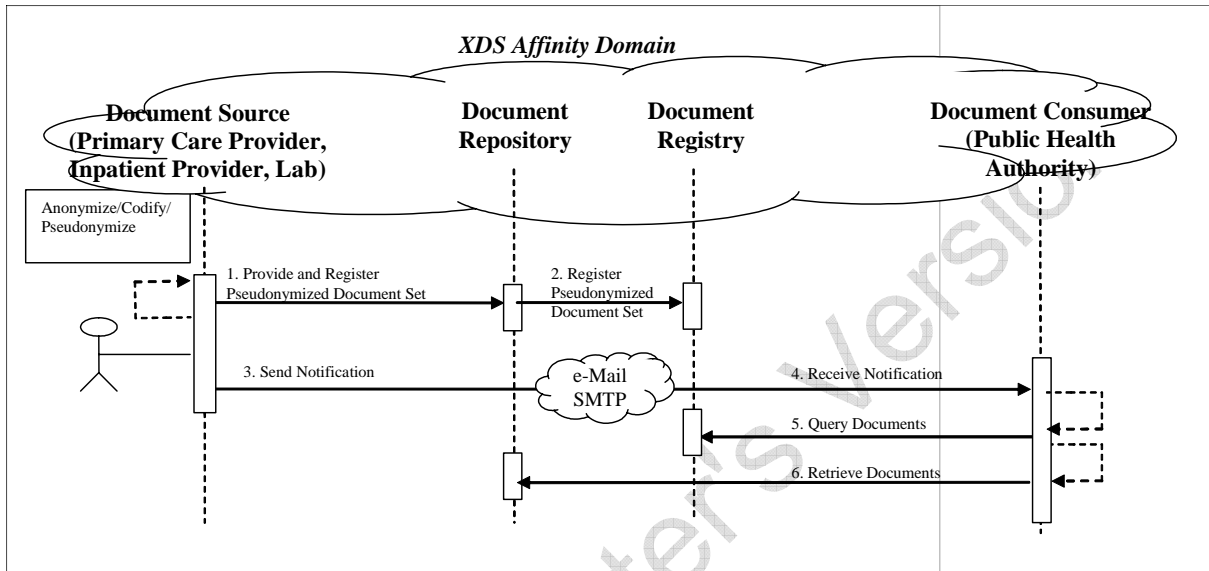 XDS Affinity Domain
Document Source
(Primary Care Provider,
Inpatient Provider, Lab)
Document
Repository
Document
Registry
Document Consumer
(Public Health
Authority)
Anonymize/Codify/
Pseudonymize
1. Provide and Register
Pseudonymized Document Set
2. Register
Pseudonymized
Document Set
3. Send Notification
e-Mail
SMTP
4. Receive Notification
5. Query Documents
6. Retrieve Documents